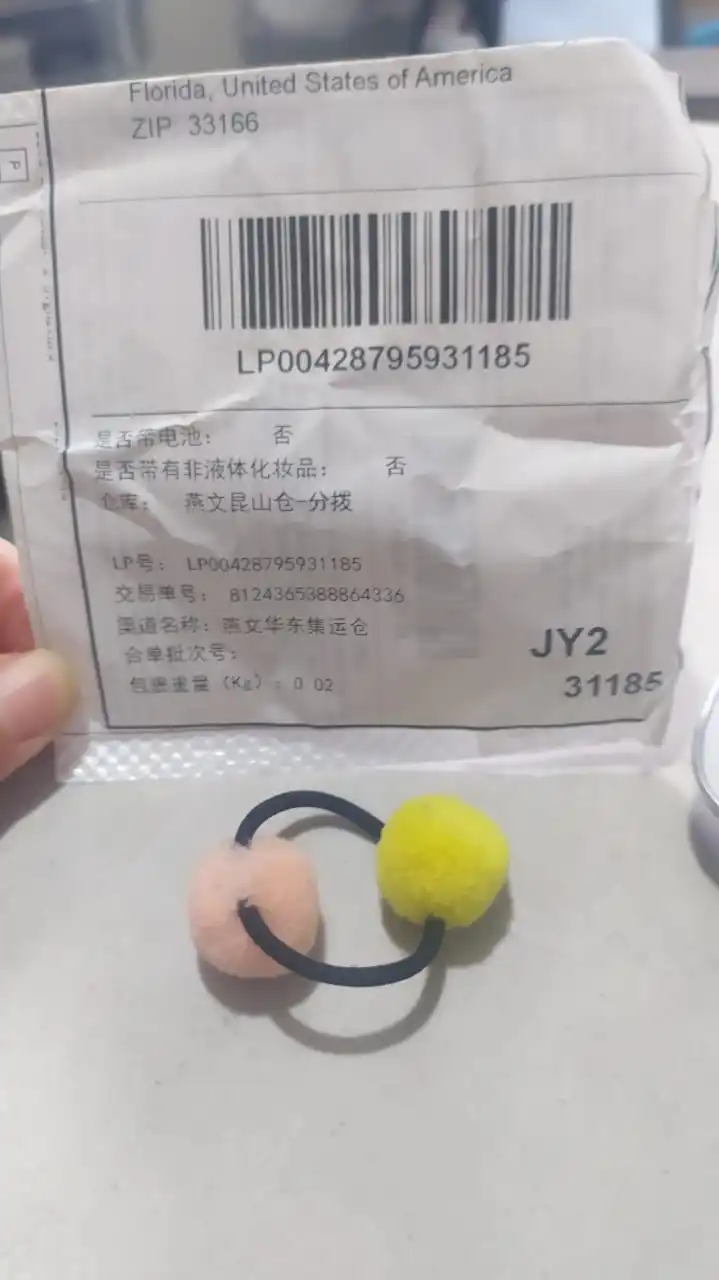 Florida, United States of America
ZIP 33166
P
LP00428795931185
是否带电池： 否
是否带有非液体化妆品： 否
仓库： 燕文昆山仓-分拨
LP号： LP00428795931185
交易单号： 8124365388864336
渠道名称：燕文华东集运仓
合单批次号：
包裹重量（Kg）：0 02
JY2
31185